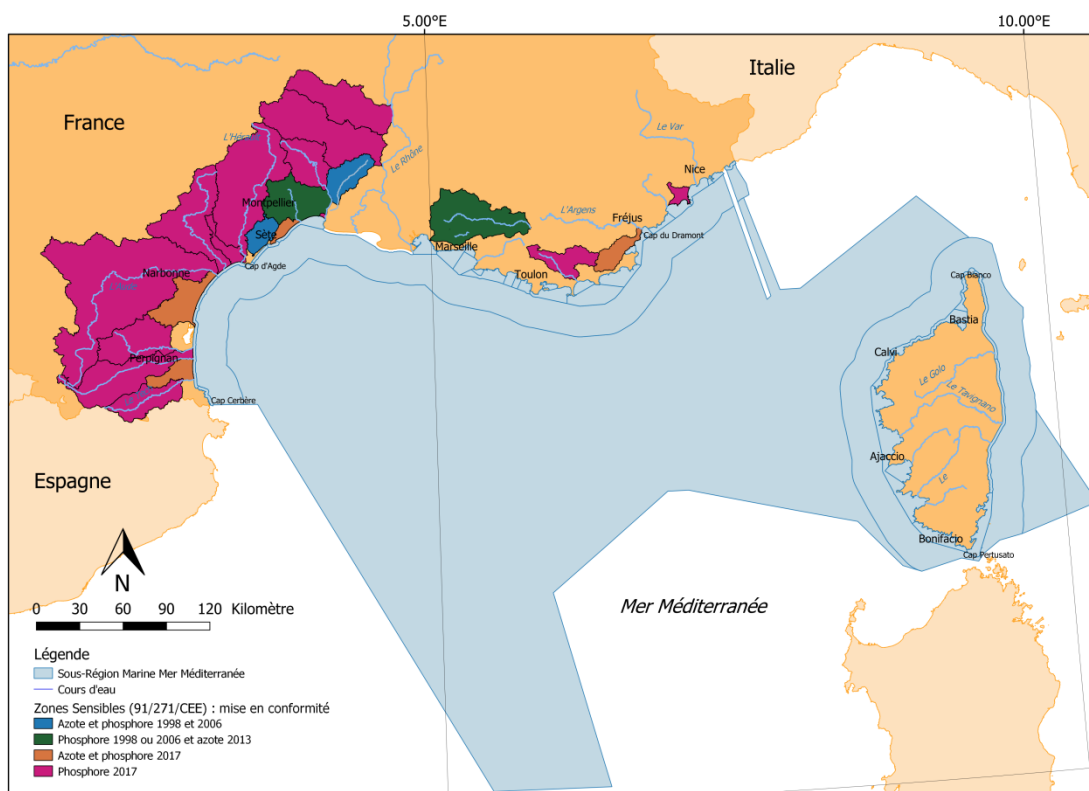 5.00°E
10.00°E
Italie
France
L'Hérault
Le Var
Le Rhône
Nice
Montpellier
L'Argens
Fréjus
Sète
Cap du Dramont
Marseille
Cap d'Agde
Narbonne
Toulon
Cap Bianco
L'Aude
Bastia
Calvi
Perpignan
Le Golo
Le Tavignano
Cap Cerbère
Ajaccio
Espagne
Le
Bonifacio
Cap Pertusato
N
0 30 60 90 120 Kilomètre
Mer Méditerranée
Légende
Sous-Région Marine Mer Méditerranée
Cours d'eau
Zones Sensibles (91/271/CEE) : mise en conformité
Azote et phosphore 1998 et 2006
Phosphore 1998 ou 2006 et azote 2013
Azote et phosphore 2017
Phosphore 2017